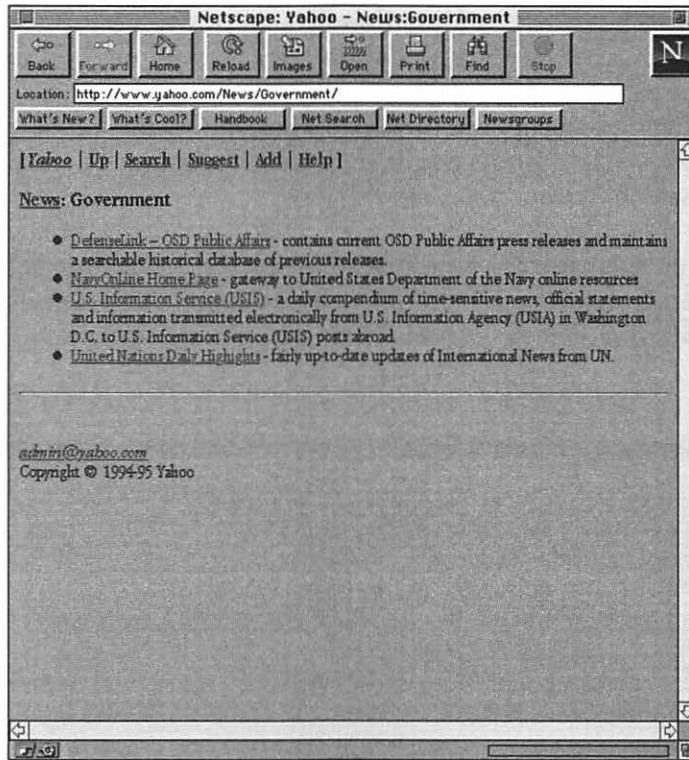 Netscape: Yahoo - News:Government
Back Forward Home Reload Images Open Print Find Stop
N
Location: http://www.yahoo.com/News/Government/
What's New? What's Cool? Handbook Net Search Net Directory Newsgroups
[ Yahoo | Up | Search | Suggest | Add | Help ]
News: Government
● DefenseLink – OSD Public Affairs - contains current OSD Public Affairs press releases and maintains
a searchable historical database of previous releases.
● NavyOnLine Home Page - gateway to United States Department of the Navy online resources
● U.S. Information Service (USIS) - a daily compendium of time-sensitive news, official statements
and information transmitted electronically from U.S. Information Agency (USIA) in Washington
D.C. to U.S. Information Service (USIS) posts abroad
● United Nations Daily Highlights - fairly up-to-date updates of International News from UN.
admin@yahoo.com
Copyright © 1994-95 Yahoo